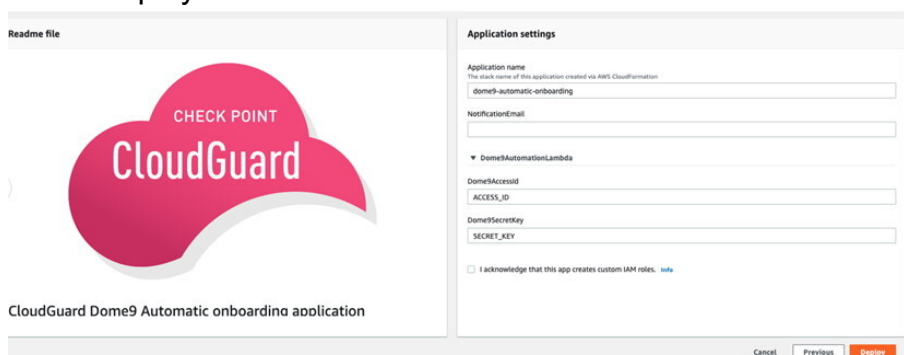 Readme file
CHECK POINT
CloudGuard
CloudGuard Dome9 Automatic onboarding application
Application settings
Application name
The stack name of this application created via AWS CloudFormation
dome9-automatic-onboarding
NotificationEmail
▼ Dome9AutomationLambda
Dome9AccessId
ACCESS_ID
Dome9SecretKey
SECRET_KEY
I acknowledge that this app creates custom IAM roles. Info
Cancel Previous Deploy